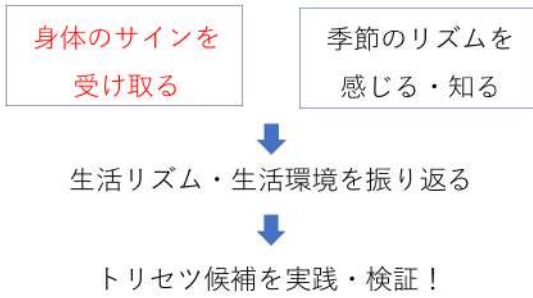 身体のサインを
受け取る
季節のリズムを
感じる・知る
生活リズム・生活環境を振り返る
トリセツ候補を実践・検証！